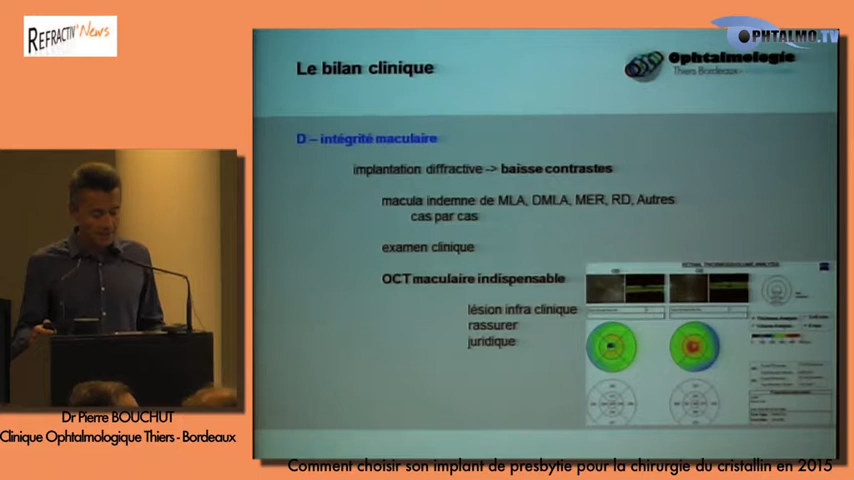 REFRACTIV'News
OPHTALMO.TV
Le bilan clinique
Ophtalmologie
Thiers Bordeaux
D – intégrité maculaire
implantation diffractive -> baisse contrastes
macula indemne de MLA, DMLA, MER, RD, Autres
cas par cas
examen clinique
OCT maculaire indispensable
lésion infra clinique
rassurer
juridique
Dr Pierre BOUCHUT
Clinique Ophtalmologique Thiers - Bordeaux
Comment choisir son implant de presbytie pour la chirurgie du cristallin en 2015